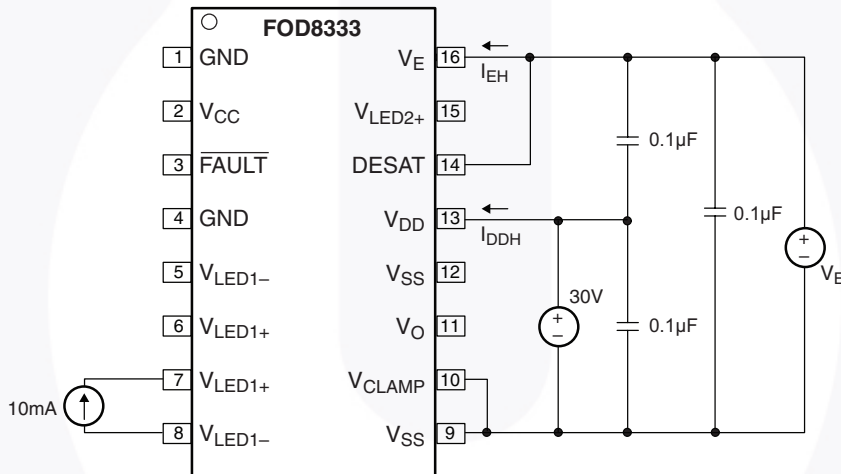 FOD8333
1 GND
2 VCC
3 FAULT
4 GND
5 VLED1–
6 VLED1+
7 VLED1+
8 VLED1–
10mA
VE 16
VLED2+ 15
DESAT 14
VDD 13
VSS 12
VO 11
VCLAMP 10
VSS 9
IEH
IDDH
0.1µF
0.1µF
0.1µF
30V
+
–
+
–
VE